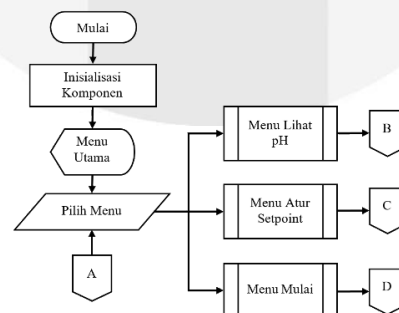 Mulai
Inisialisasi
Komponen
Menu
Utama
Pilih Menu
A
Menu Lihat
pH
B
Menu Atur
Setpoint
C
Menu Mulai
D